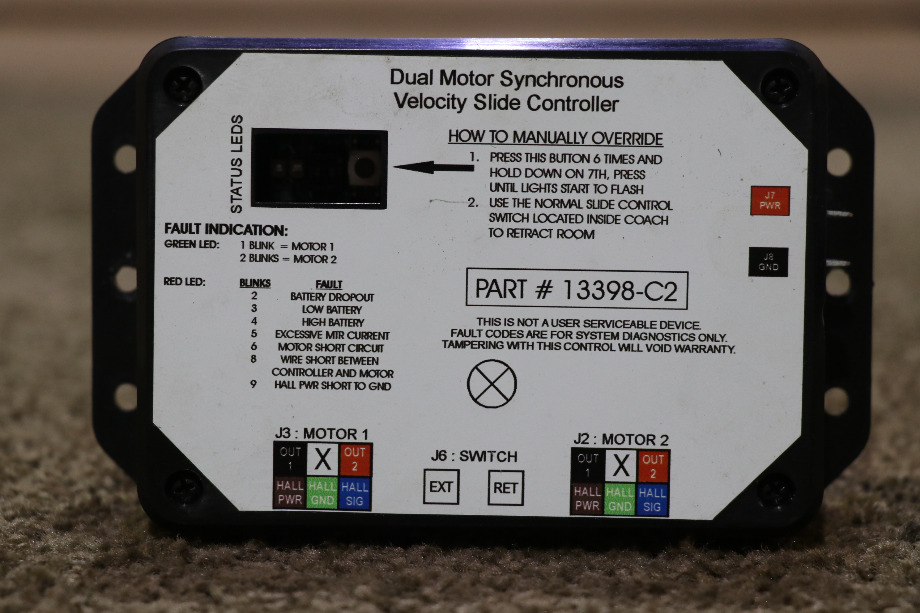 Dual Motor Synchronous
Velocity Slide Controller
STATUS LEDS
HOW TO MANUALLY OVERRIDE
1. PRESS THIS BUTTON 6 TIMES AND
HOLD DOWN ON 7TH, PRESS
UNTIL LIGHTS START TO FLASH
2. USE THE NORMAL SLIDE CONTROL
SWITCH LOCATED INSIDE COACH
TO RETRACT ROOM
J7
PWR
J8
GND
FAULT INDICATION:
GREEN LED: 1 BLINK = MOTOR 1
2 BLINKS = MOTOR 2
RED LED: BLINKS FAULT
2 BATTERY DROPOUT
3 LOW BATTERY
4 HIGH BATTERY
5 EXCESSIVE MTR CURRENT
6 MOTOR SHORT CIRCUIT
8 WIRE SHORT BETWEEN
CONTROLLER AND MOTOR
9 HALL PWR SHORT TO GND
PART # 13398-C2
THIS IS NOT A USER SERVICEABLE DEVICE.
FAULT CODES ARE FOR SYSTEM DIAGNOSTICS ONLY.
TAMPERING WITH THIS CONTROL WILL VOID WARRANTY.
J3 : MOTOR 1
OUT X OUT
1 2
HALL HALL HALL
PWR GND SIG
J6 : SWITCH
EXT RET
J2 : MOTOR 2
OUT X OUT
1 2
HALL HALL HALL
PWR GND SIG